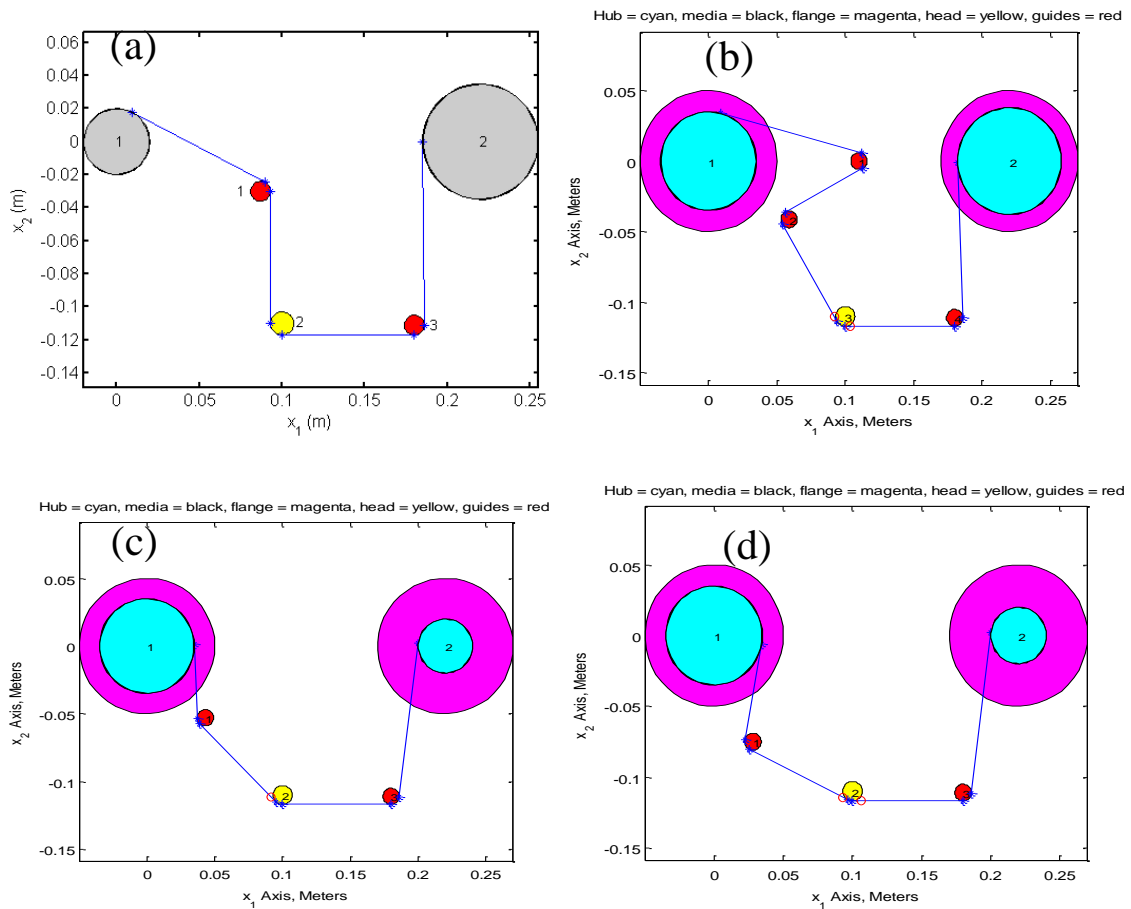 (a)
0.06
0.04
0.02
0
-0.02
-0.04
-0.06
-0.08
-0.1
-0.12
-0.14
x2 (m)
1
2
1
2
3
0 0.05 0.1 0.15 0.2 0.25
x1 (m)
Hub = cyan, media = black, flange = magenta, head = yellow, guides = red
(b)
0.05
0
-0.05
-0.1
-0.15
x2 Axis, Meters
1
2
1
2
3
4
0 0.05 0.1 0.15 0.2 0.25
x1 Axis, Meters
Hub = cyan, media = black, flange = magenta, head = yellow, guides = red
(c)
0.05
0
-0.05
-0.1
-0.15
x2 Axis, Meters
1
2
1
2
3
0 0.05 0.1 0.15 0.2 0.25
x1 Axis, Meters
Hub = cyan, media = black, flange = magenta, head = yellow, guides = red
(d)
0.05
0
-0.05
-0.1
-0.15
x2 Axis, Meters
1
2
1
2
3
0 0.05 0.1 0.15 0.2 0.25
x1 Axis, Meters